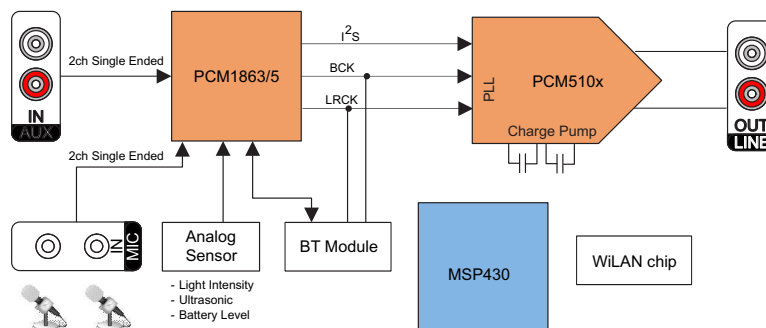 IN
AUX
2ch Single Ended
PCM1863/5
I2S
BCK
LRCK
PLL
PCM510x
Charge Pump
OUT
LINE
2ch Single Ended
IN
MIC
Analog
Sensor
- Light Intensity
- Ultrasonic
- Battery Level
BT Module
MSP430
WiLAN chip